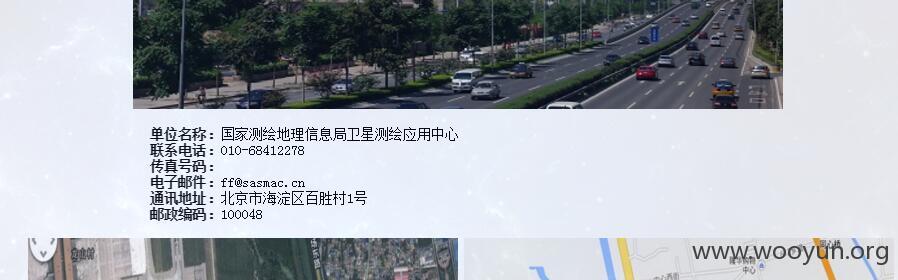 单位名称：国家测绘地理信息局卫星测绘应用中心
联系电话：010-68412278
传真号码：
电子邮件：ff@sasmac.cn
通讯地址：北京市海淀区百胜村1号
邮政编码：100048
www.wooyun.org